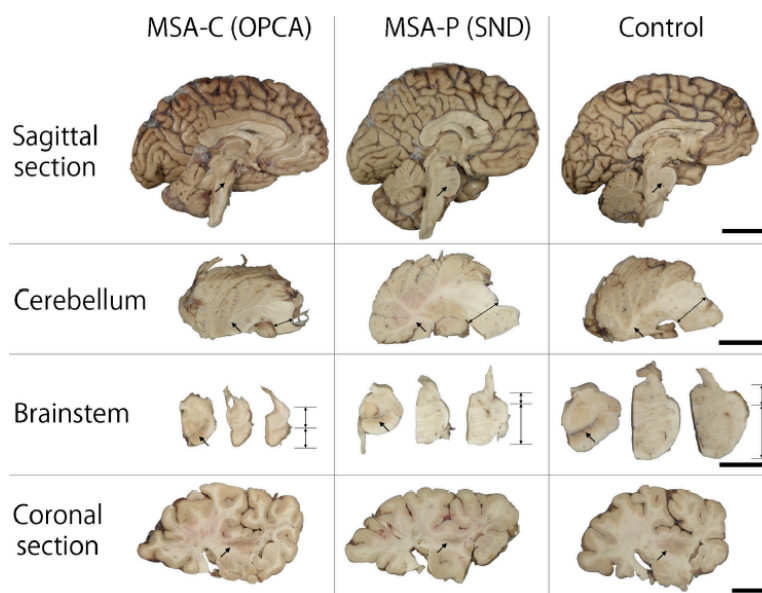 MSA-C (OPCA) MSA-P (SND) Control
Sagittal
section
Cerebellum
Brainstem
Coronal
section